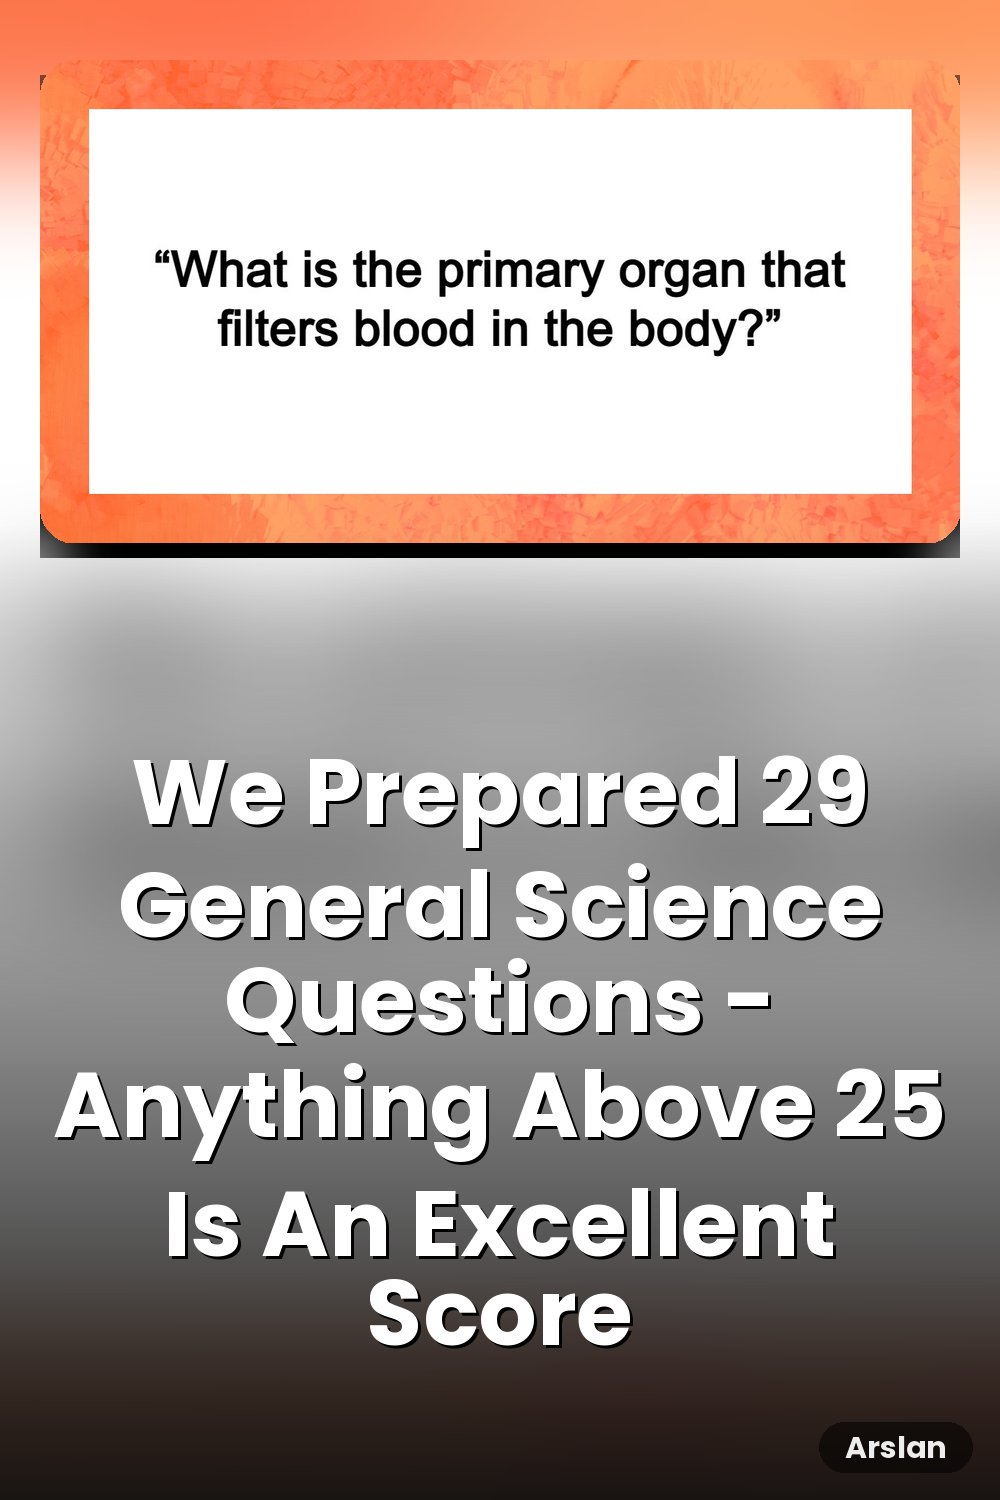 “What is the primary organ that
filters blood in the body?”
We Prepared 29
General Science
Questions -
Anything Above 25
Is An Excellent
Score
Arslan